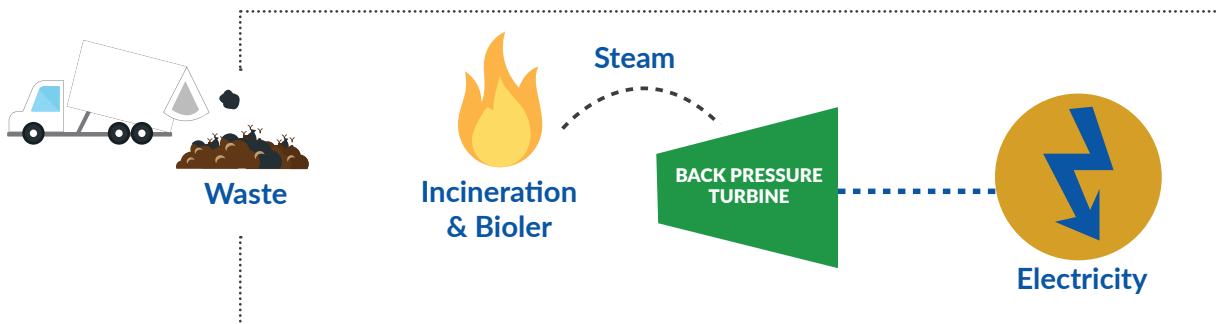 Steam
BACK PRESSURE
TURBINE
Waste
Incineration
& Bioler
Electricity